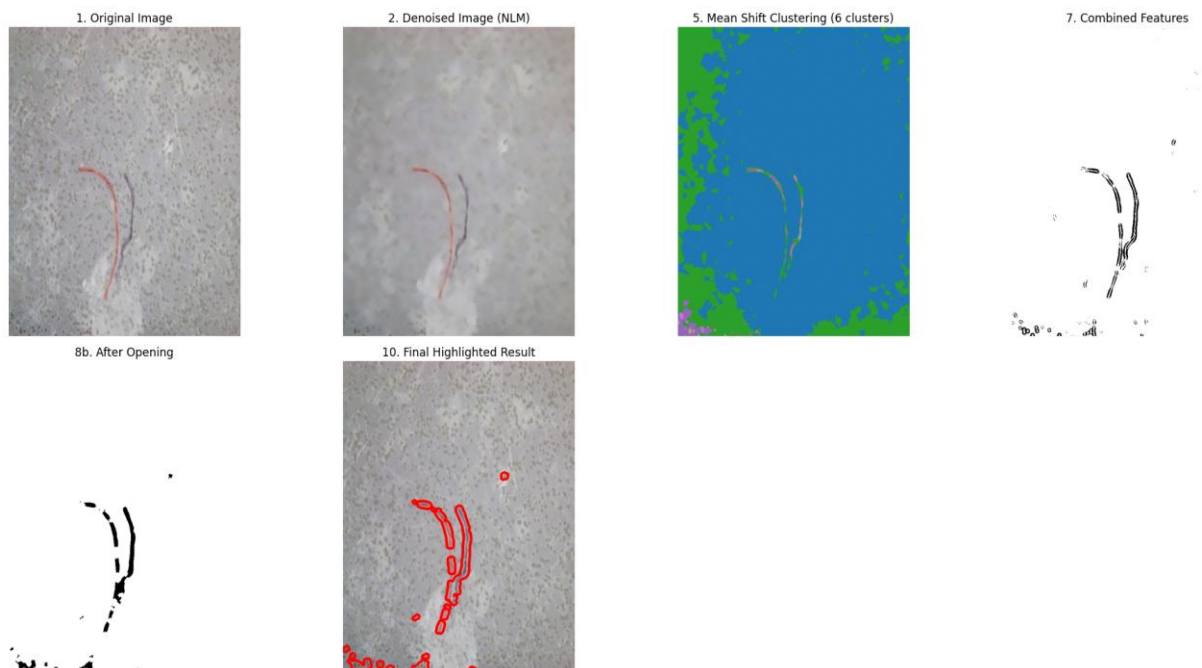 1. Original Image
2. Denoised Image (NLM)
5. Mean Shift Clustering (6 clusters)
7. Combined Features
8b. After Opening
10. Final Highlighted Result